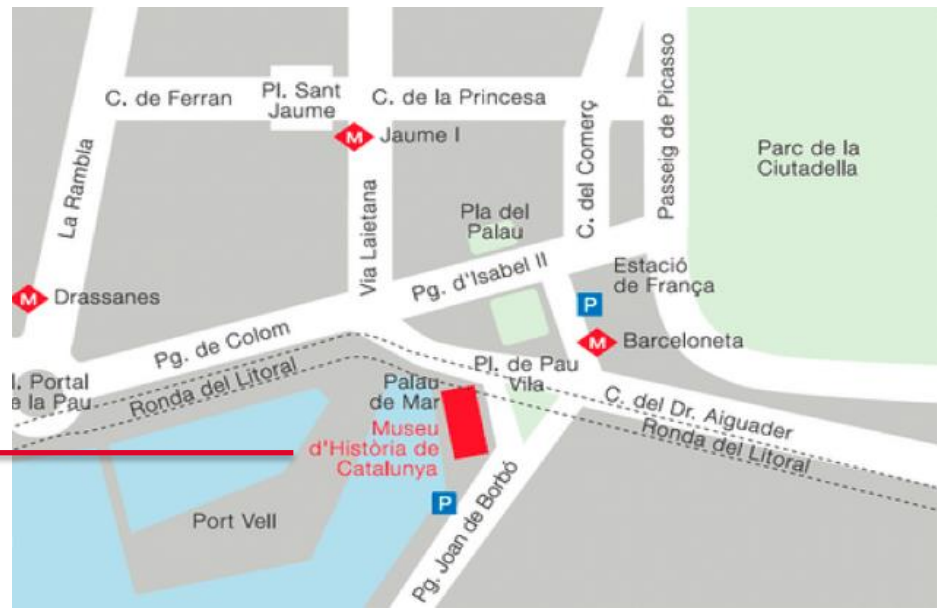 C. de Ferran
Pl. Sant
Jaume
C. de la Princesa
M Jaume I
La Rambla
Via Laietana
C. del Comerç
Passeig de Picasso
Parc de la
Ciutadella
Pla del
Palau
Pg. d'Isabel II
Estació
de França
P
M Drassanes
M Barceloneta
Pg. de Colom
Ronda del Litoral
l. Portal
e la Pau
Pl. de Pau
Vila
Palau
de Mar
Museu
d'Història de
Catalunya
C. del Dr. Aiguader
Ronda del Litoral
P
Port Vell
Pg. Joan de Borbó